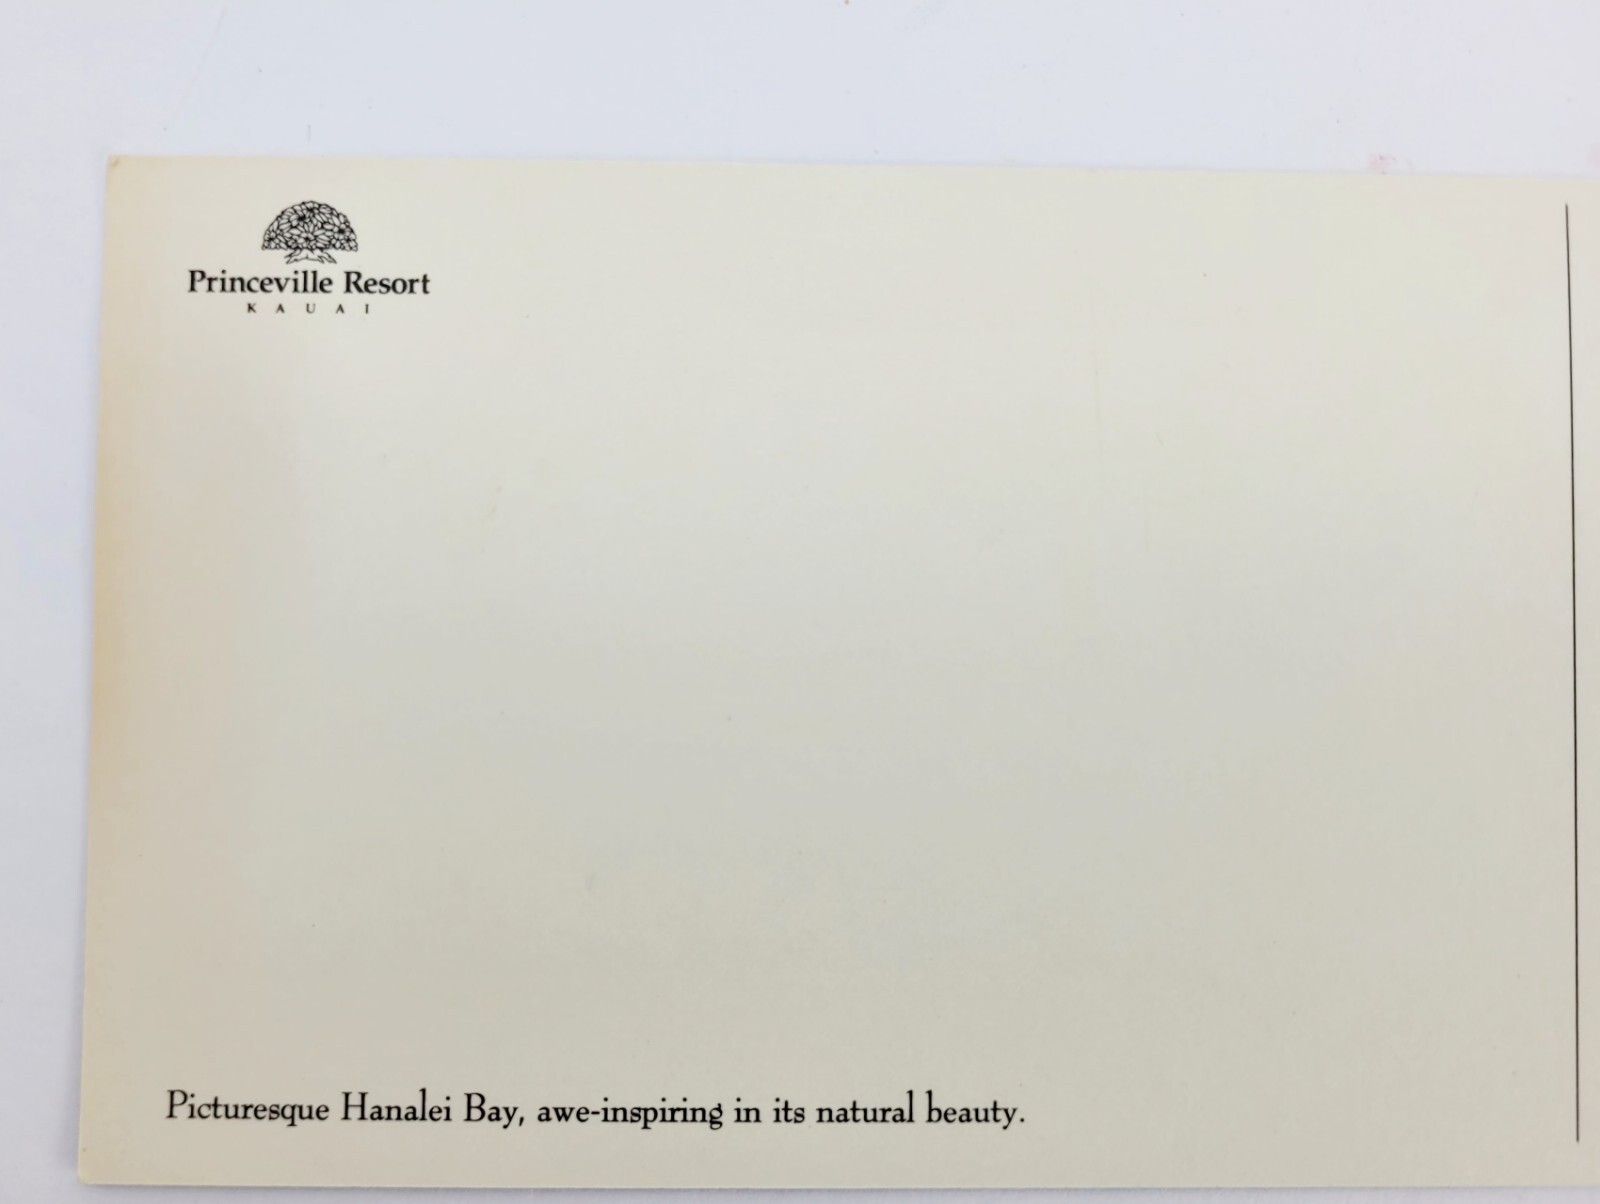 Princeville Resort
KAUAI
Picturesque Hanalei Bay, awe-inspiring in its natural beauty.